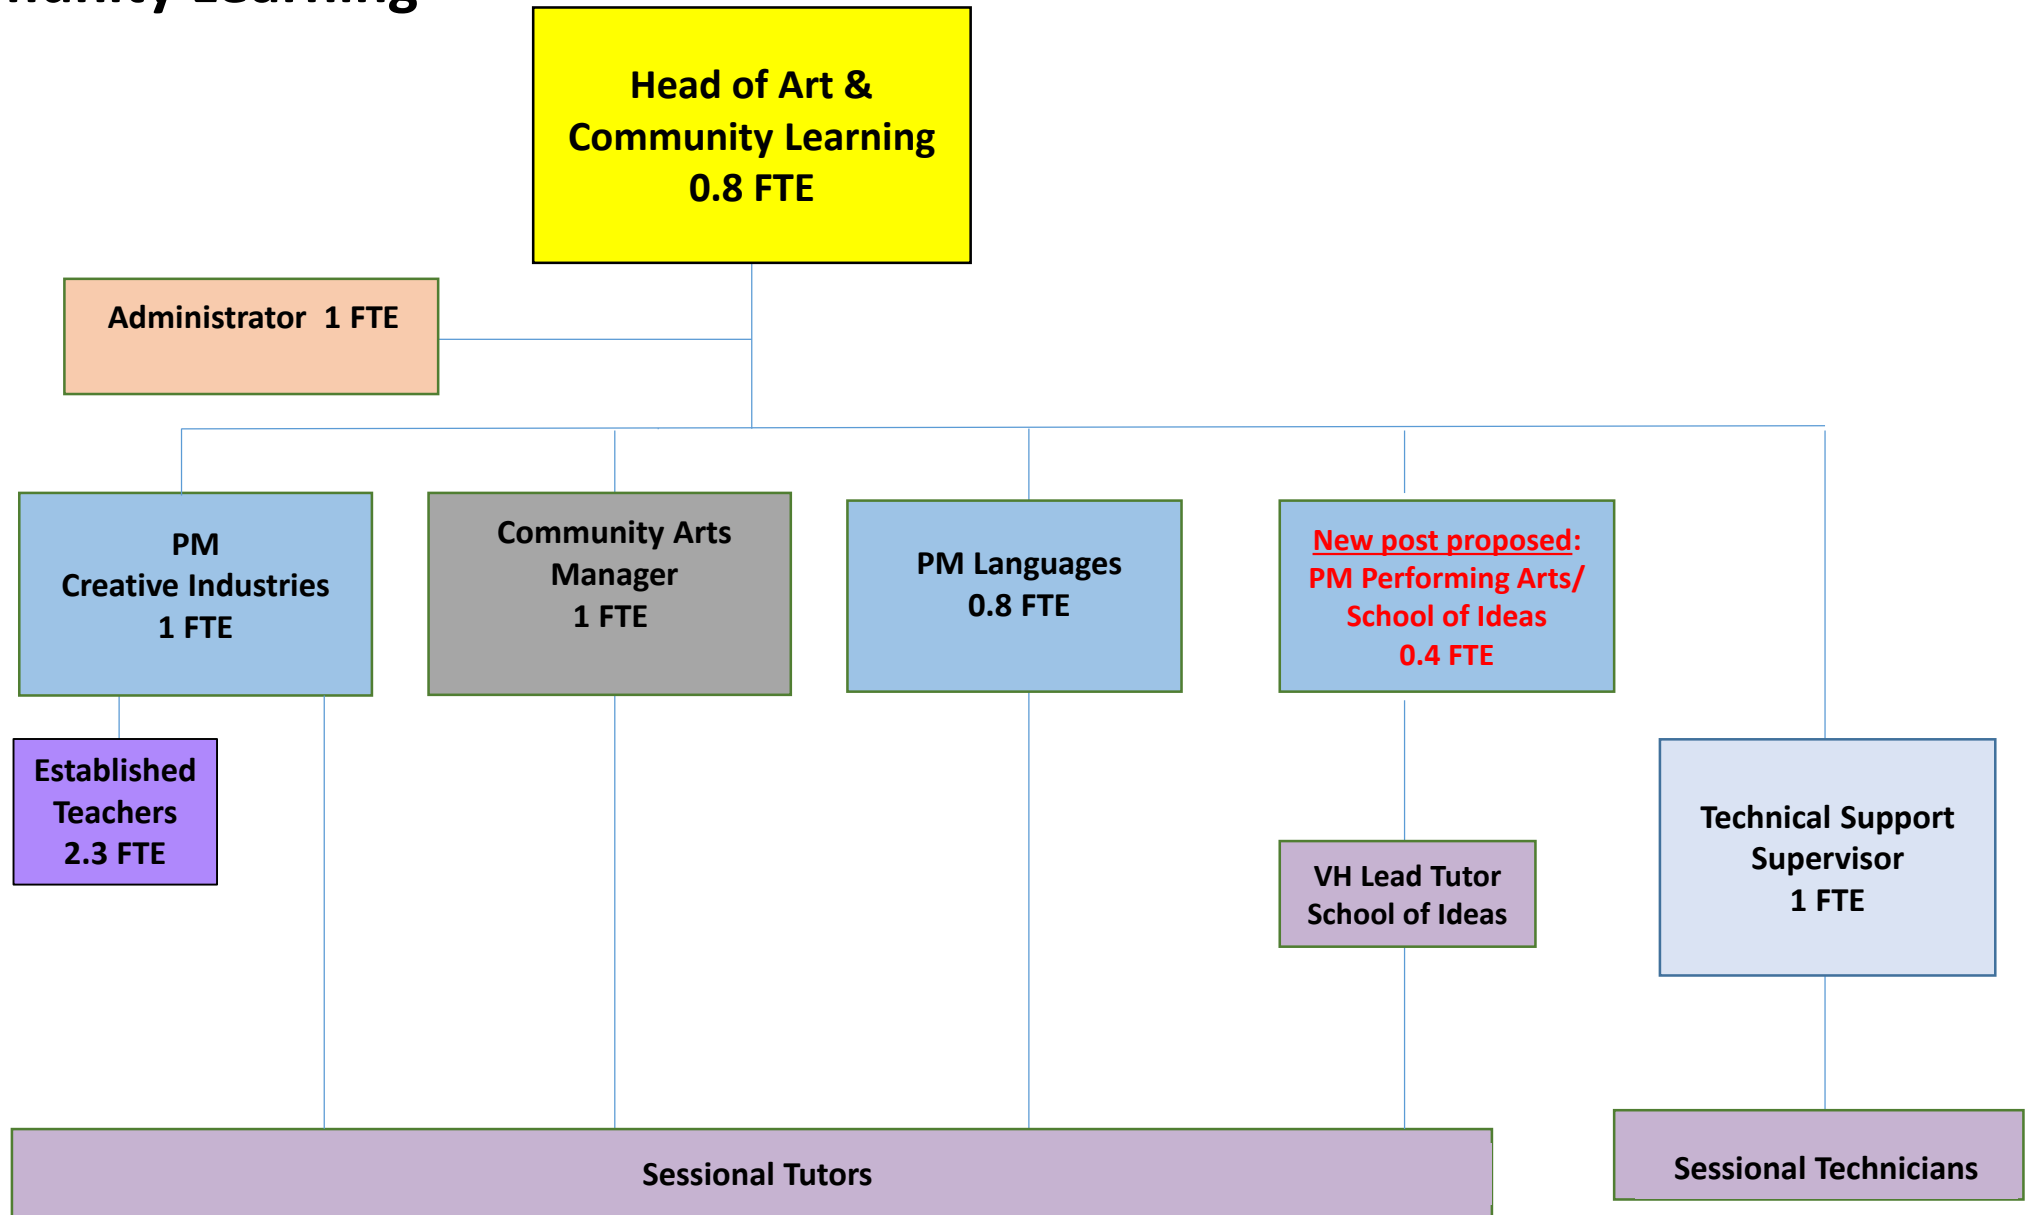 Learning
Head of Art &
Community Learning
0.8 FTE
Administrator 1 FTE
PM
Creative Industries
1 FTE
Community Arts
Manager
1 FTE
PM Languages
0.8 FTE
New post proposed:
PM Performing Arts/
School of Ideas
0.4 FTE
Established
Teachers
2.3 FTE
VH Lead Tutor
School of Ideas
Technical Support
Supervisor
1 FTE
Sessional Tutors
Sessional Technicians